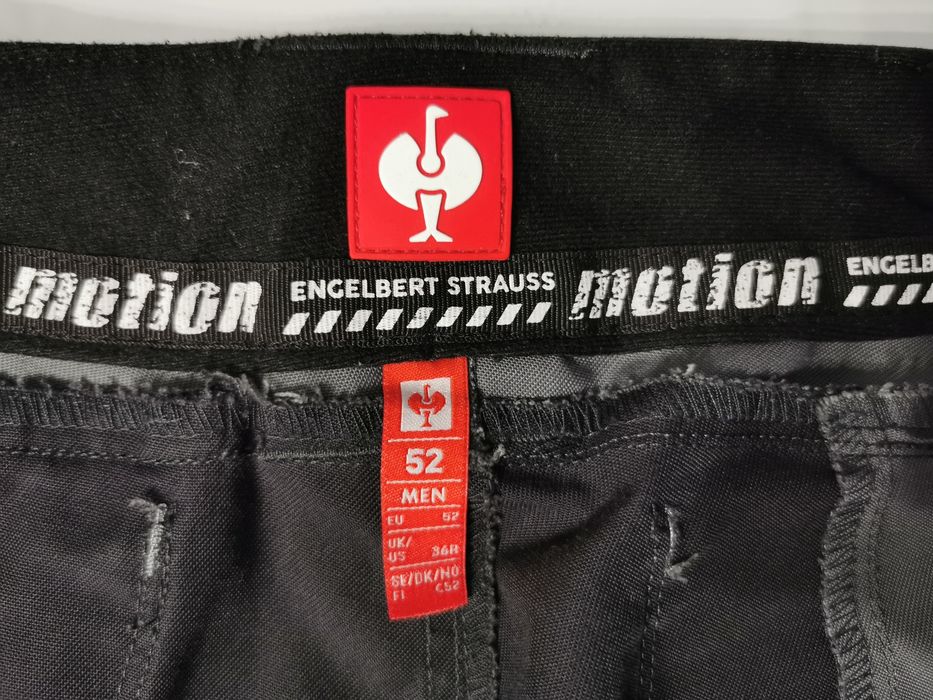 motion ENGELBERT STRAUSS motion ENGELB
52
MEN
EU 52
UK/
US 36R
SE/DK/NO
FI C52